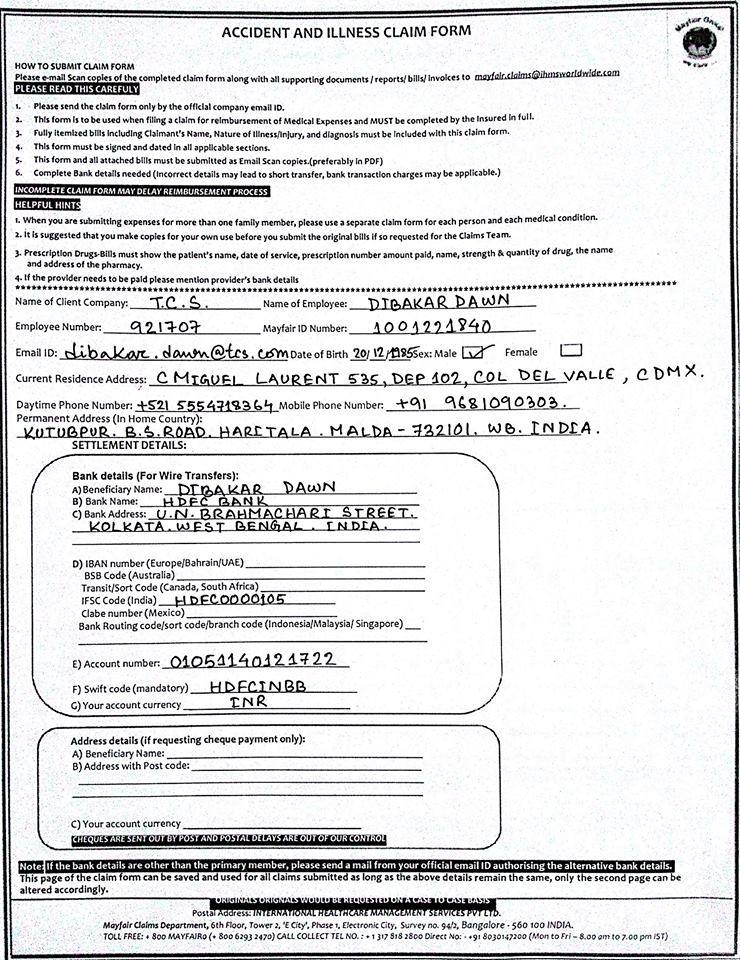 ACCIDENT AND ILLNESS CLAIM FORM
Mayfair Group
HOW TO SUBMIT CLAIM FORM
Please e-mail Scan copies of the completed claim form along with all supporting documents / reports/ bills/ invoices to mayfair.claims@ihmsworldwide.com
PLEASE READ THIS CAREFULY
1. Please send the claim form only by the official company email ID.
2. This form is to be used when filing a claim for reimbursement of Medical Expenses and MUST be completed by the Insured in full.
3. Fully itemized bills including Claimant's Name, Nature of Illness/Injury, and diagnosis must be included with this claim form.
4. This form must be signed and dated in all applicable sections.
5. This form and all attached bills must be submitted as Email Scan copies.(preferably in PDF)
6. Complete Bank details needed (Incorrect details may lead to short transfer, bank transaction charges may be applicable.)
INCOMPLETE CLAIM FORM MAY DELAY REIMBURSEMENT PROCESS
HELPFUL HINTS
1. When you are submitting expenses for more than one family member, please use a separate claim form for each person and each medical condition.
2. It is suggested that you make copies for your own use before you submit the original bills if so requested for the Claims Team.
3. Prescription Drugs-Bills must show the patient's name, date of service, prescription number amount paid, name, strength & quantity of drug, the name
and address of the pharmacy.
4. If the provider needs to be paid please mention provider's bank details
Name of Client Company: T.C.S. Name of Employee: DIBAKAR DAWN
Employee Number: 921707 Mayfair ID Number: 1001221840
Email ID: dibakar.dawn@tcs.com Date of Birth 20/12/1985 Sex: Male Female
Current Residence Address: C MIGUEL LAURENT 535, DEP 102, COL DEL VALLE, CDMX.
Daytime Phone Number: +521 5554718364 Mobile Phone Number: +91 9681090303.
Permanent Address (In Home Country):
KUTUBPUR. B.S.ROAD. HARITALA. MALDA - 732101. WB. INDIA.
SETTLEMENT DETAILS:
Bank details (For Wire Transfers):
A) Beneficiary Name: DIBAKAR DAWN
B) Bank Name: HDFC BANK
C) Bank Address: U.N. BRAHMACHARI STREET.
KOLKATA. WEST BENGAL. INDIA.
D) IBAN number (Europe/Bahrain/UAE)
BSB Code (Australia)
Transit/Sort Code (Canada, South Africa)
IFSC Code (India) HDFC0000105
Clabe number (Mexico)
Bank Routing code/sort code/branch code (Indonesia/Malaysia/ Singapore)
E) Account number: 01051140121722
F) Swift code (mandatory) HDFCINBB
G) Your account currency INR
Address details (if requesting cheque payment only):
A) Beneficiary Name:
B) Address with Post code:
C) Your account currency
CHEQUES ARE SENT OUT BY POST AND POSTAL DELAYS ARE OUT OF OUR CONTROL
Note: If the bank details are other than the primary member, please send a mail from your official email ID authorising the alternative bank details.
This page of the claim form can be saved and used for all claims submitted as long as the above details remain the same, only the second page can be
altered accordingly.
ORIGINALS ORIGNALS WOULD BE REQUESTED ON A CASE TO CASE BASIS
Postal Address: INTERNATIONAL HEALTHCARE MANAGEMENT SERVICES PVT LTD.
Mayfair Claims Department, 6th Floor, Tower 2, 'E City', Phase 1, Electronic City, Survey no. 94/2, Bangalore - 560 100 INDIA.
TOLL FREE: + 800 MAYFAIR0 (+ 800 6293 2470) CALL COLLECT TEL NO. : + 1 317 818 2800 Direct No: - +91 8030147200 (Mon to Fri – 8.00 am to 7.00 pm IST)